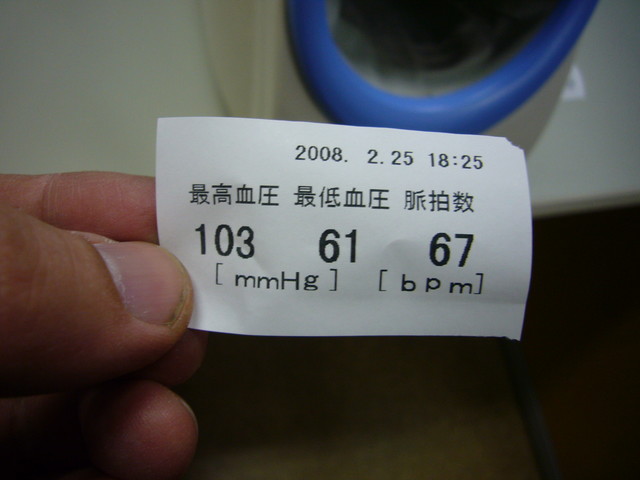 2008. 2.25 18:25
最高血圧 最低血圧 脈拍数
103 61 67
[ mmHg ] [ bpm]